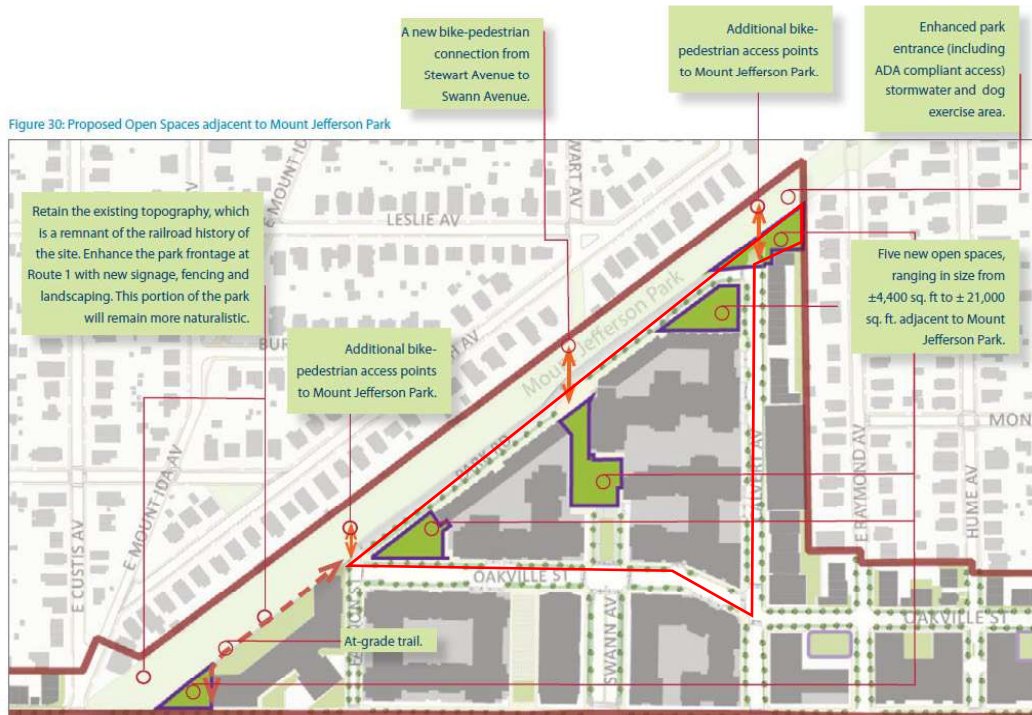 A new bike-pedestrian
connection from
Stewart Avenue to
Swann Avenue.
Additional bike-
pedestrian access points
to Mount Jefferson Park.
Enhanced park
entrance (including
ADA compliant access)
stormwater and dog
exercise area.
Figure 30: Proposed Open Spaces adjacent to Mount Jefferson Park
Retain the existing topography, which
is a remnant of the railroad history of
the site. Enhance the park frontage at
Route 1 with new signage, fencing and
landscaping. This portion of the park
will remain more naturalistic.
LESLIE AV
Five new open spaces,
ranging in size from
±4,400 sq. ft to ± 21,000
sq. ft. adjacent to Mount
Jefferson Park.
Mount Jefferson Park
Additional bike-
pedestrian access points
to Mount Jefferson Park.
MON
E CUSTIS AV
E MOUNT IDA AV
E RAYMOND AV
HUME AV
OAKVILLE ST
SWANN AV
OAKVILLE ST
At-grade trail.